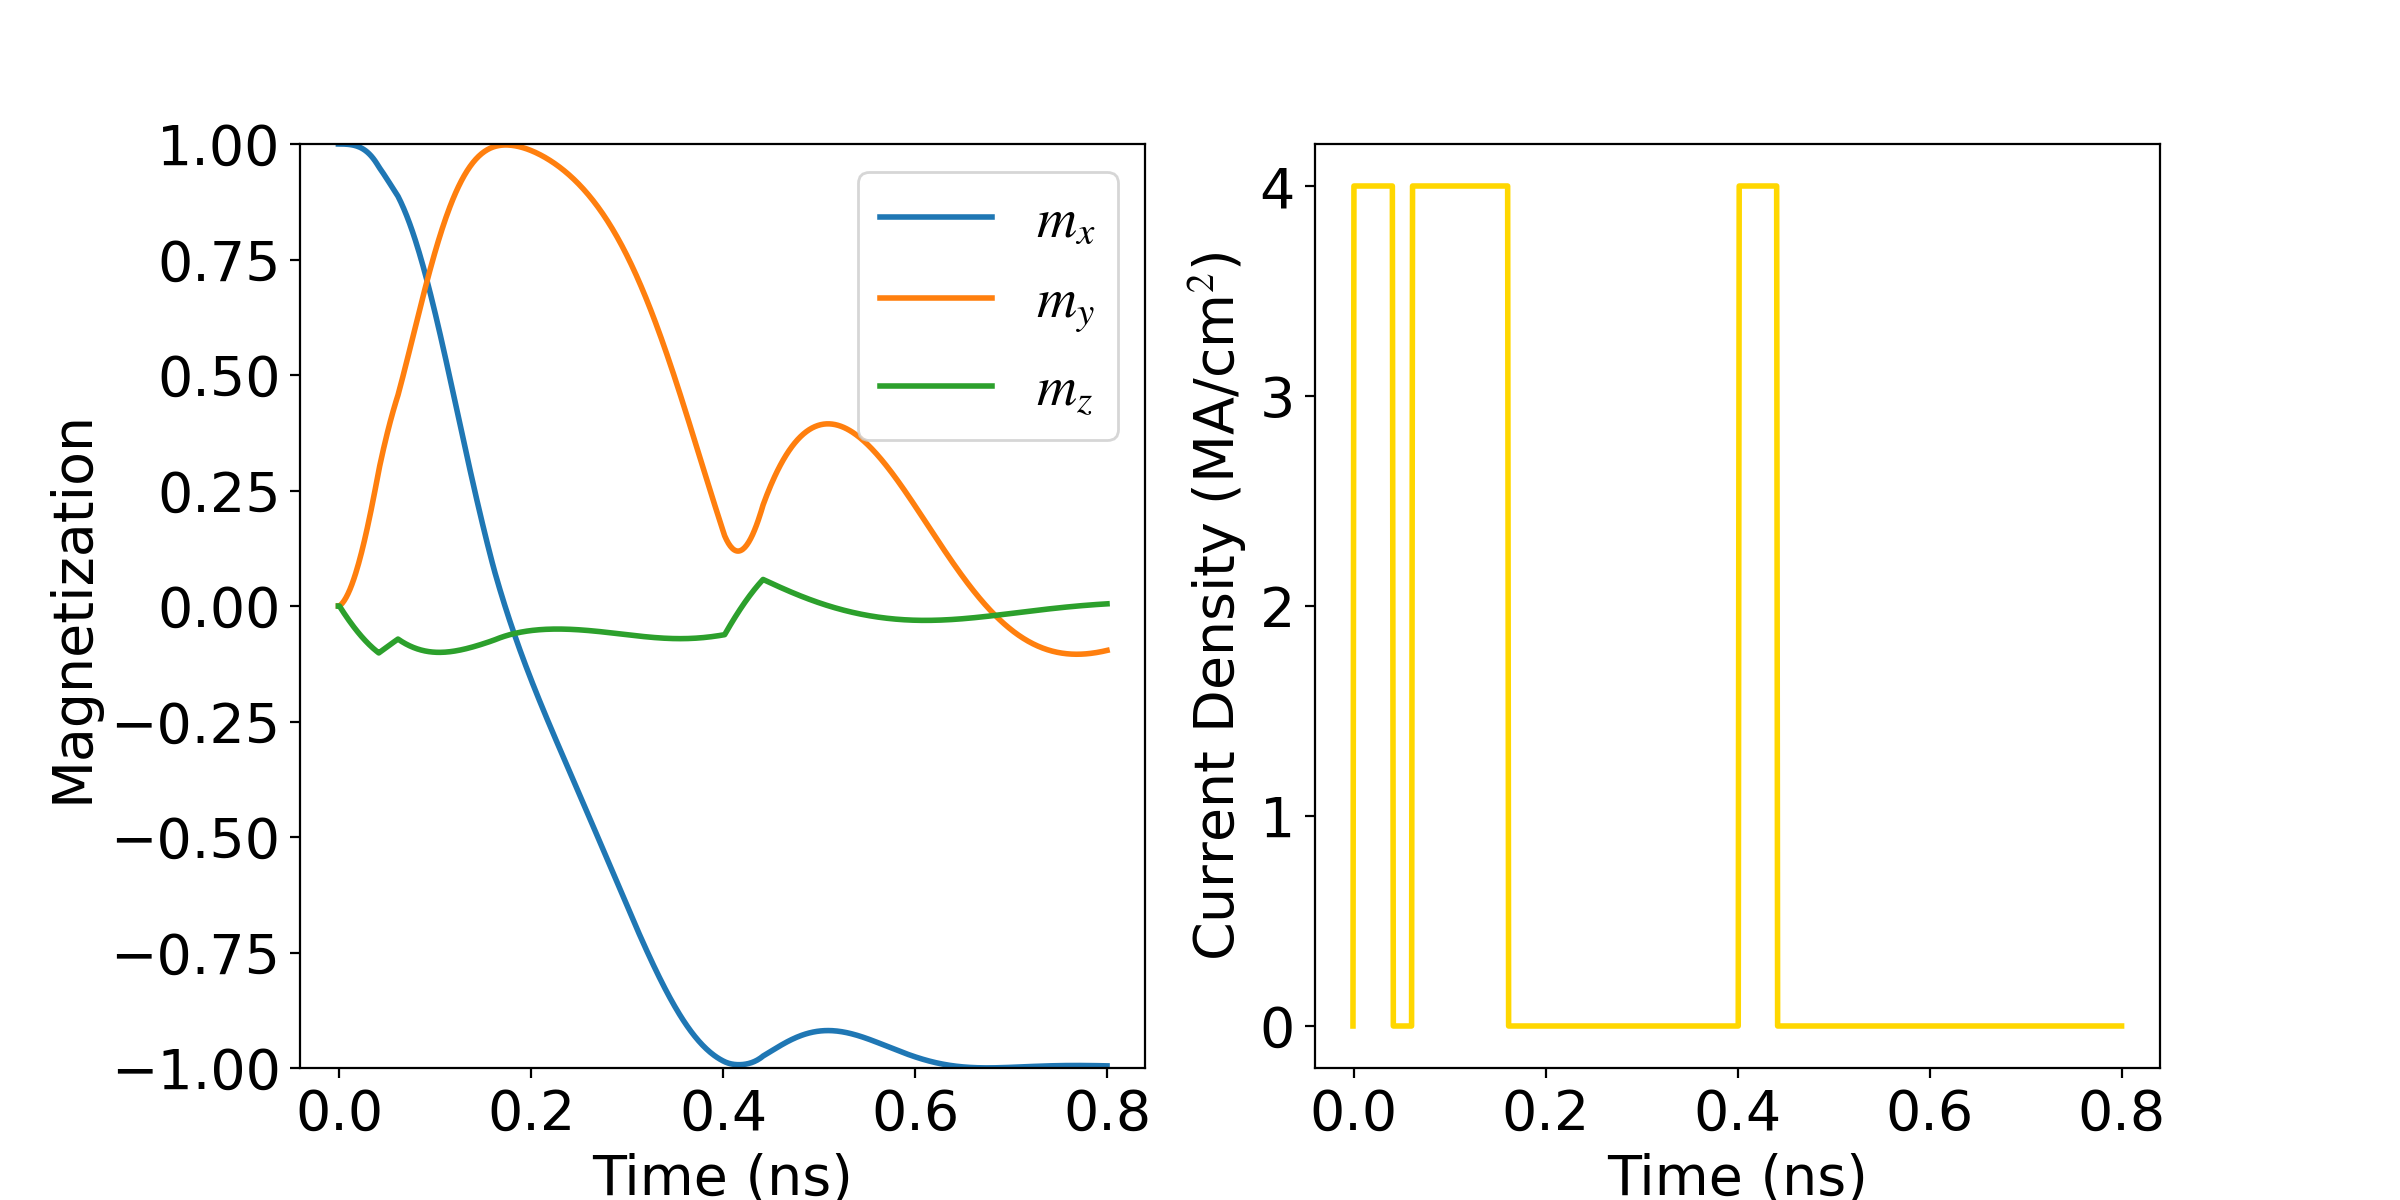 Magnetization
1.00
0.75
0.50
0.25
0.00
−0.25
−0.50
−0.75
−1.00
0.0 0.2 0.4 0.6 0.8
Time (ns)
m_x
m_y
m_z
Current Density (MA/cm²)
4
3
2
1
0
0.0 0.2 0.4 0.6 0.8
Time (ns)